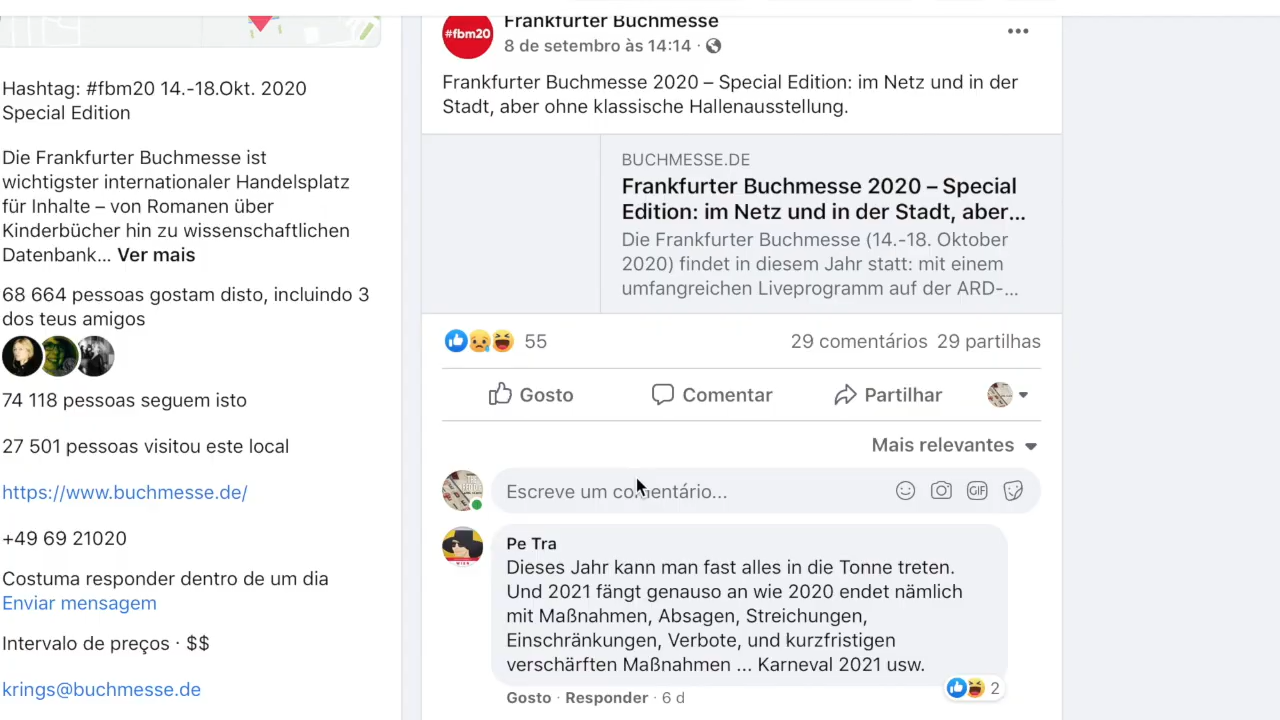 Hashtag: #fbm20 14.-18.Okt. 2020
Special Edition
Die Frankfurter Buchmesse ist
wichtigster internationaler Handelsplatz
für Inhalte – von Romanen über
Kinderbücher hin zu wissenschaftlichen
Datenbank... Ver mais
68 664 pessoas gostam disto, incluindo 3
dos teus amigos
74 118 pessoas seguem isto
27 501 pessoas visitou este local
https://www.buchmesse.de/
+49 69 21020
Costuma responder dentro de um dia
Enviar mensagem
Intervalo de preços · $$
krings@buchmesse.de
#fbm20
Frankfurter Buchmesse
8 de setembro às 14:14 ·
Frankfurter Buchmesse 2020 – Special Edition: im Netz und in der
Stadt, aber ohne klassische Hallenausstellung.
BUCHMESSE.DE
Frankfurter Buchmesse 2020 – Special
Edition: im Netz und in der Stadt, aber...
Die Frankfurter Buchmesse (14.-18. Oktober
2020) findet in diesem Jahr statt: mit einem
umfangreichen Liveprogramm auf der ARD-...
55 29 comentários 29 partilhas
Gosto Comentar Partilhar
Mais relevantes
Escreve um comentário...
GIF
Pe Tra
Dieses Jahr kann man fast alles in die Tonne treten.
Und 2021 fängt genauso an wie 2020 endet nämlich
mit Maßnahmen, Absagen, Streichungen,
Einschränkungen, Verbote, und kurzfristigen
verschärften Maßnahmen ... Karneval 2021 usw.
2
Gosto · Responder · 6 d